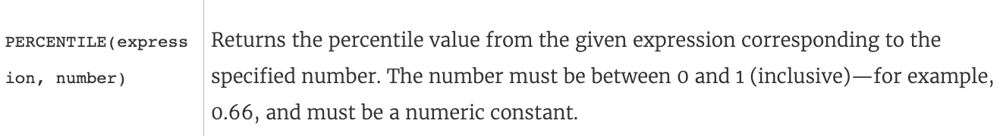 PERCENTILE(express
ion, number)
Returns the percentile value from the given expression corresponding to the
specified number. The number must be between 0 and 1 (inclusive)—for example,
0.66, and must be a numeric constant.